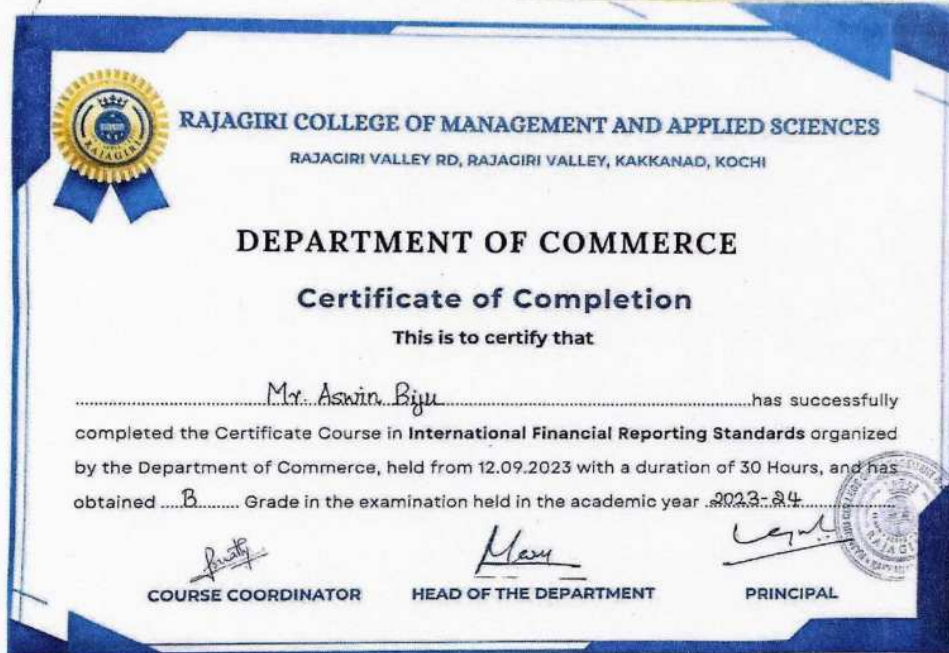 RAJAGIRI
RAJAGIRI COLLEGE OF MANAGEMENT AND APPLIED SCIENCES
RAJAGIRI VALLEY RD, RAJAGIRI VALLEY, KAKKANAD, KOCHI
DEPARTMENT OF COMMERCE
Certificate of Completion
This is to certify that
Mr. Aswin Biju has successfully
completed the Certificate Course in International Financial Reporting Standards organized
by the Department of Commerce, held from 12.09.2023 with a duration of 30 Hours, and has
obtained B Grade in the examination held in the academic year 2023-24
COURSE COORDINATOR HEAD OF THE DEPARTMENT PRINCIPAL